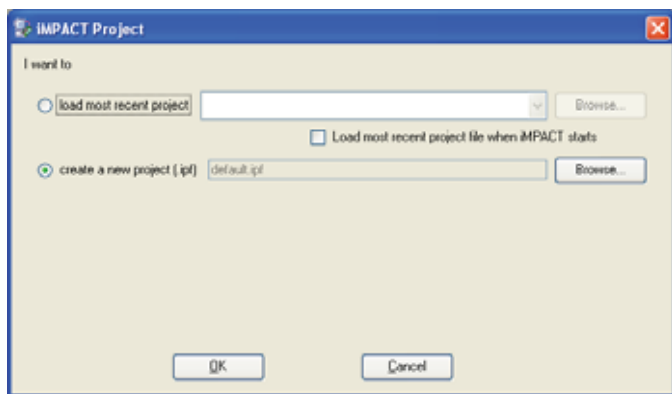 iMPACT Project
I want to
load most recent project
Browse...
Load most recent project file when iMPACT starts
create a new project (.ipf) default.ipf Browse...
OK Cancel